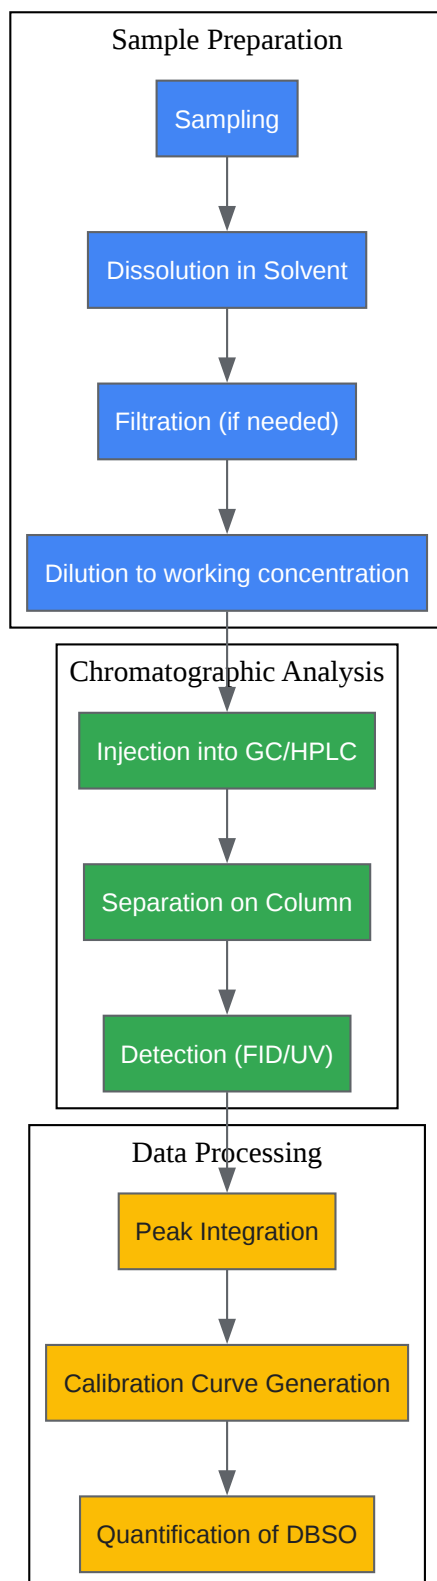 Sample Preparation
Sampling
Dissolution in Solvent
Filtration (if needed)
Dilution to working concentration
Chromatographic Analysis
Injection into GC/HPLC
Separation on Column
Detection (FID/UV)
Data Processing
Peak Integration
Calibration Curve Generation
Quantification of DBSO